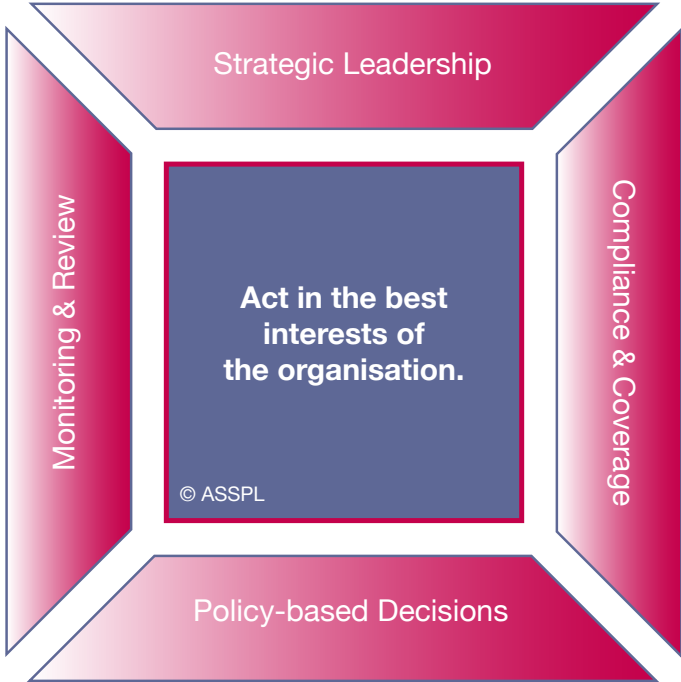 Strategic Leadership
Monitoring & Review
Act in the best
interests of
the organisation.
© ASSPL
Compliance & Coverage
Policy-based Decisions